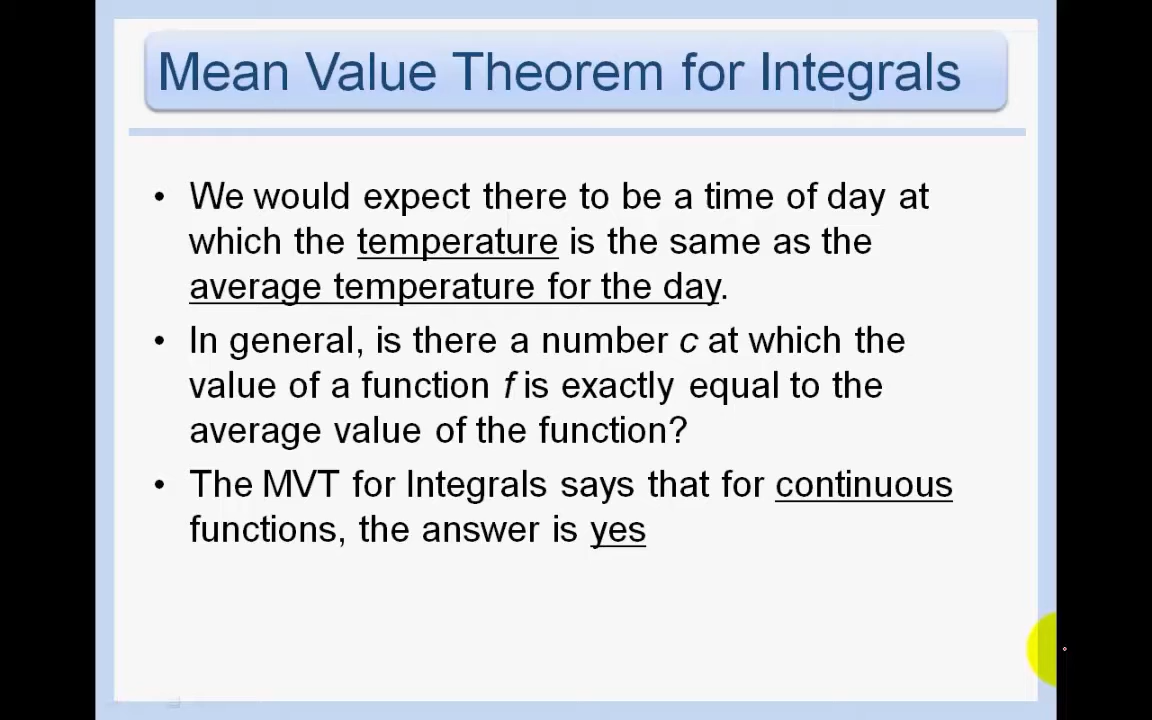 Mean Value Theorem for Integrals
• We would expect there to be a time of day at
which the temperature is the same as the
average temperature for the day.
• In general, is there a number c at which the
value of a function f is exactly equal to the
average value of the function?
• The MVT for Integrals says that for continuous
functions, the answer is yes